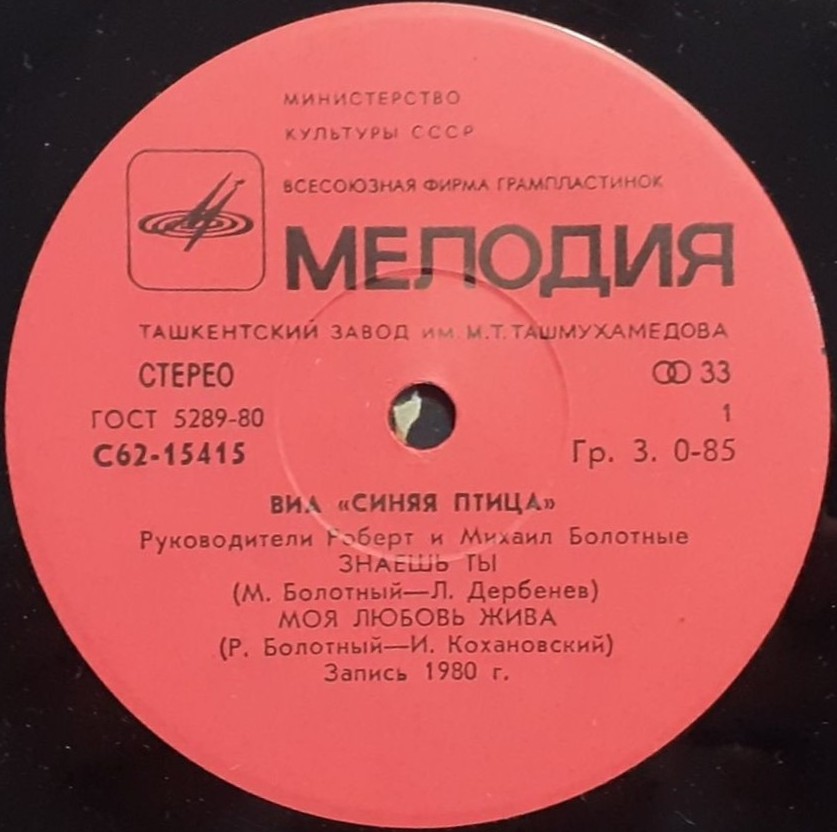 МИНИСТЕРСТВО
КУЛЬТУРЫ СССР
ВСЕСОЮЗНАЯ ФИРМА ГРАМПЛАСТИНОК
МЕЛОДИЯ
ТАШКЕНТСКИЙ ЗАВОД им. М.Т. ТАШМУХАМЕДОВА
СТЕРЕО 33
ГОСТ 5289-80 1
С62-15415 Гр. 3. 0-85
ВИА «СИНЯЯ ПТИЦА»
Руководители Роберт и Михаил Болотные
ЗНАЕШЬ ТЫ
(М. Болотный—Л. Дербенев)
МОЯ ЛЮБОВЬ ЖИВА
(Р. Болотный—И. Кохановский)
Запись 1980 г.